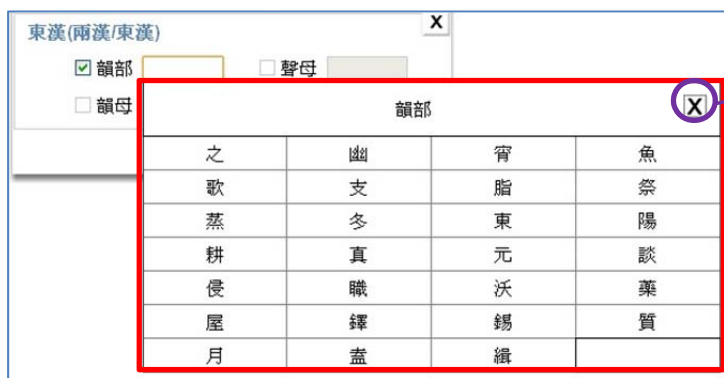 東漢(兩漢/東漢) X
韻部 聲母
韻母
韻部 X
之 幽 宵 魚
歌 支 脂 祭
蒸 冬 東 陽
耕 真 元 談
侵 職 沃 藥
屋 鐸 錫 質
月 盍 緝